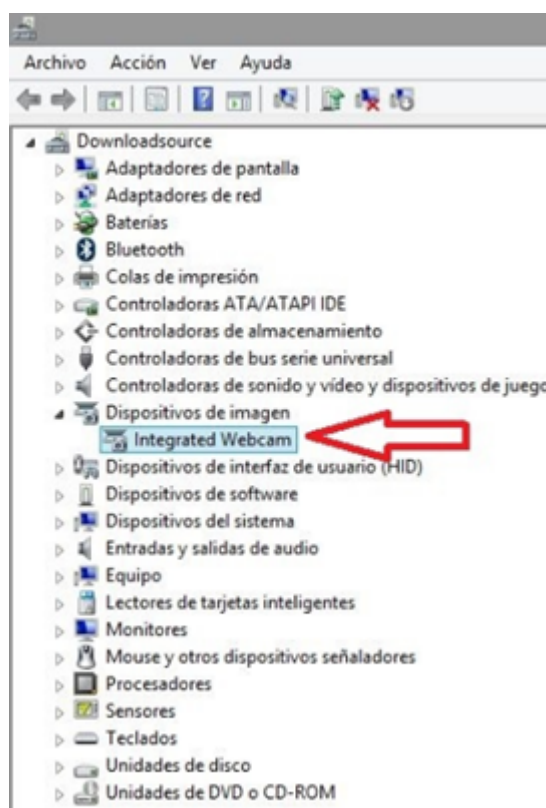 Archivo Acción Ver Ayuda
Downloadsource
Adaptadores de pantalla
Adaptadores de red
Baterías
Bluetooth
Colas de impresión
Controladoras ATA/ATAPI IDE
Controladoras de almacenamiento
Controladoras de bus serie universal
Controladoras de sonido y vídeo y dispositivos de juego
Dispositivos de imagen
Integrated Webcam
Dispositivos de interfaz de usuario (HID)
Dispositivos de software
Dispositivos del sistema
Entradas y salidas de audio
Equipo
Lectores de tarjetas inteligentes
Monitores
Mouse y otros dispositivos señaladores
Procesadores
Sensores
Teclados
Unidades de disco
Unidades de DVD o CD-ROM